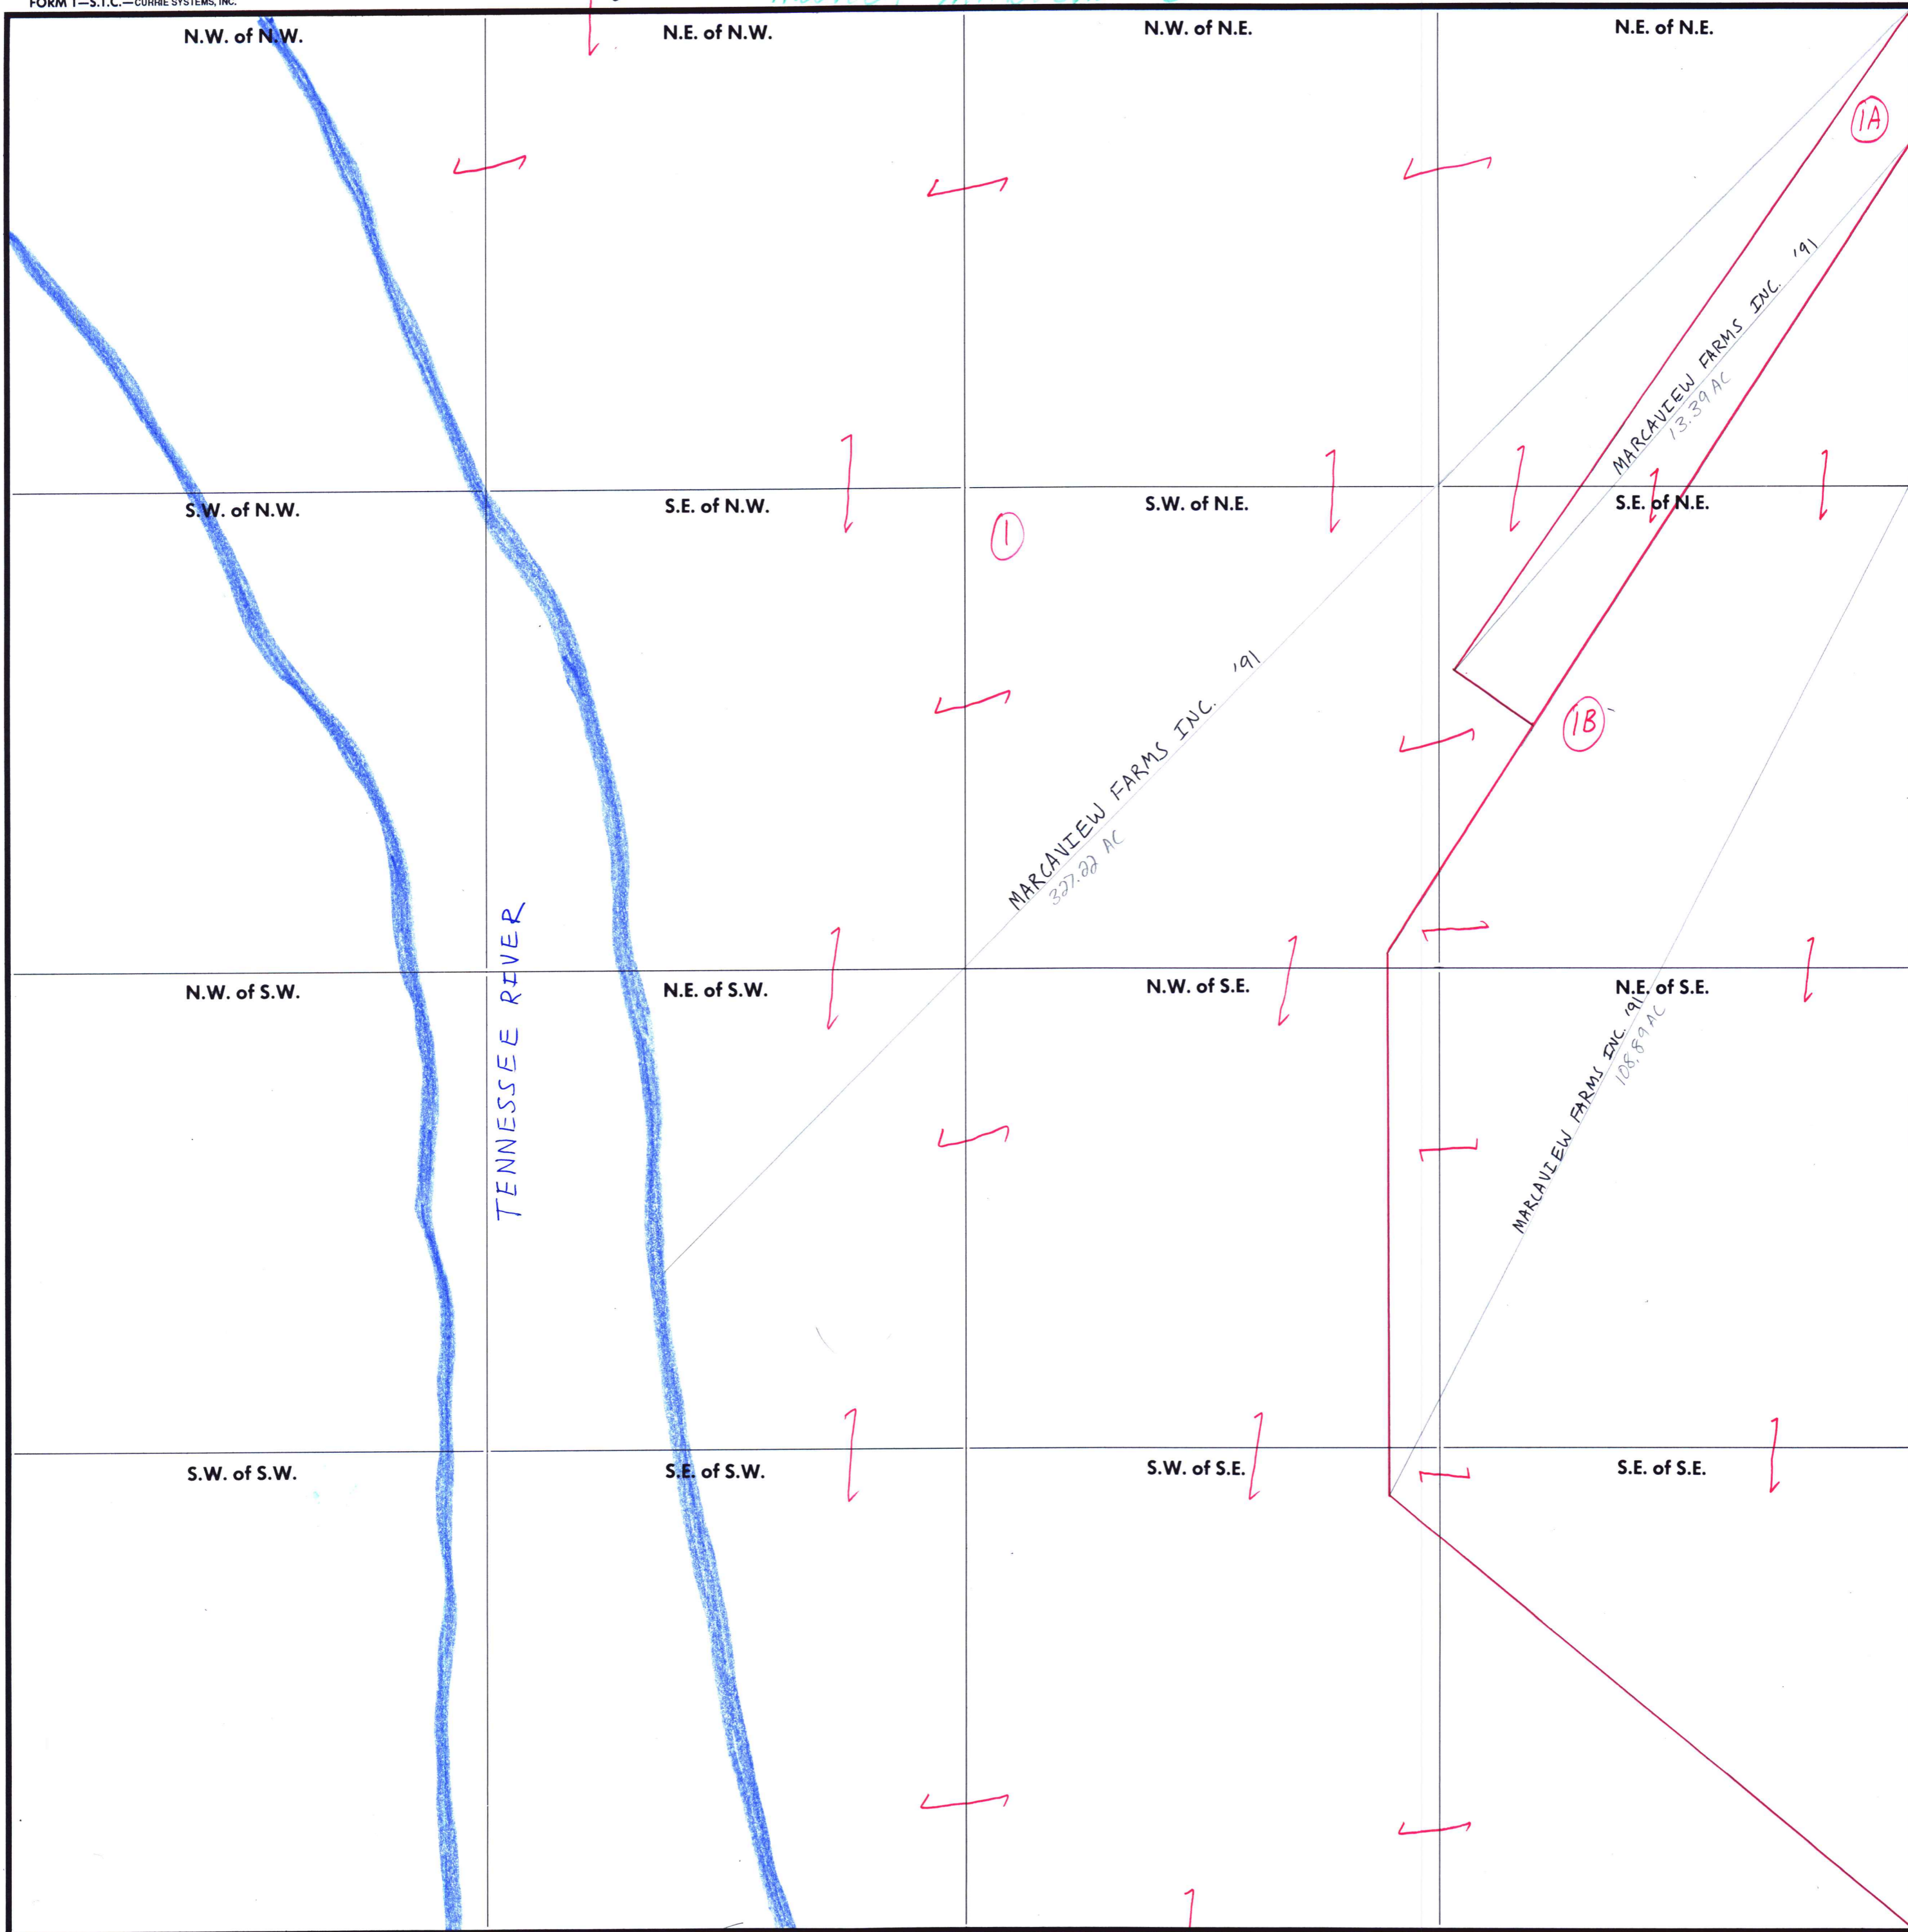 FORM 1—S.T.C.—CURRIE SYSTEMS, INC.
N.W. of N.W.
N.E. of N.W.
N.W. of N.E.
N.E. of N.E.
1A
MARCAVIEW FARMS INC. '91
13.39 AC
S.W. of N.W.
S.E. of N.W.
S.W. of N.E.
S.E. of N.E.
1
1B
MARCAVIEW FARMS INC. '91
327.22 AC
TENNESSEE RIVER
N.W. of S.W.
N.E. of S.W.
N.W. of S.E.
N.E. of S.E.
MARCAVIEW FARMS INC. '91
108.89 AC
S.W. of S.W.
S.E. of S.W.
S.W. of S.E.
S.E. of S.E.